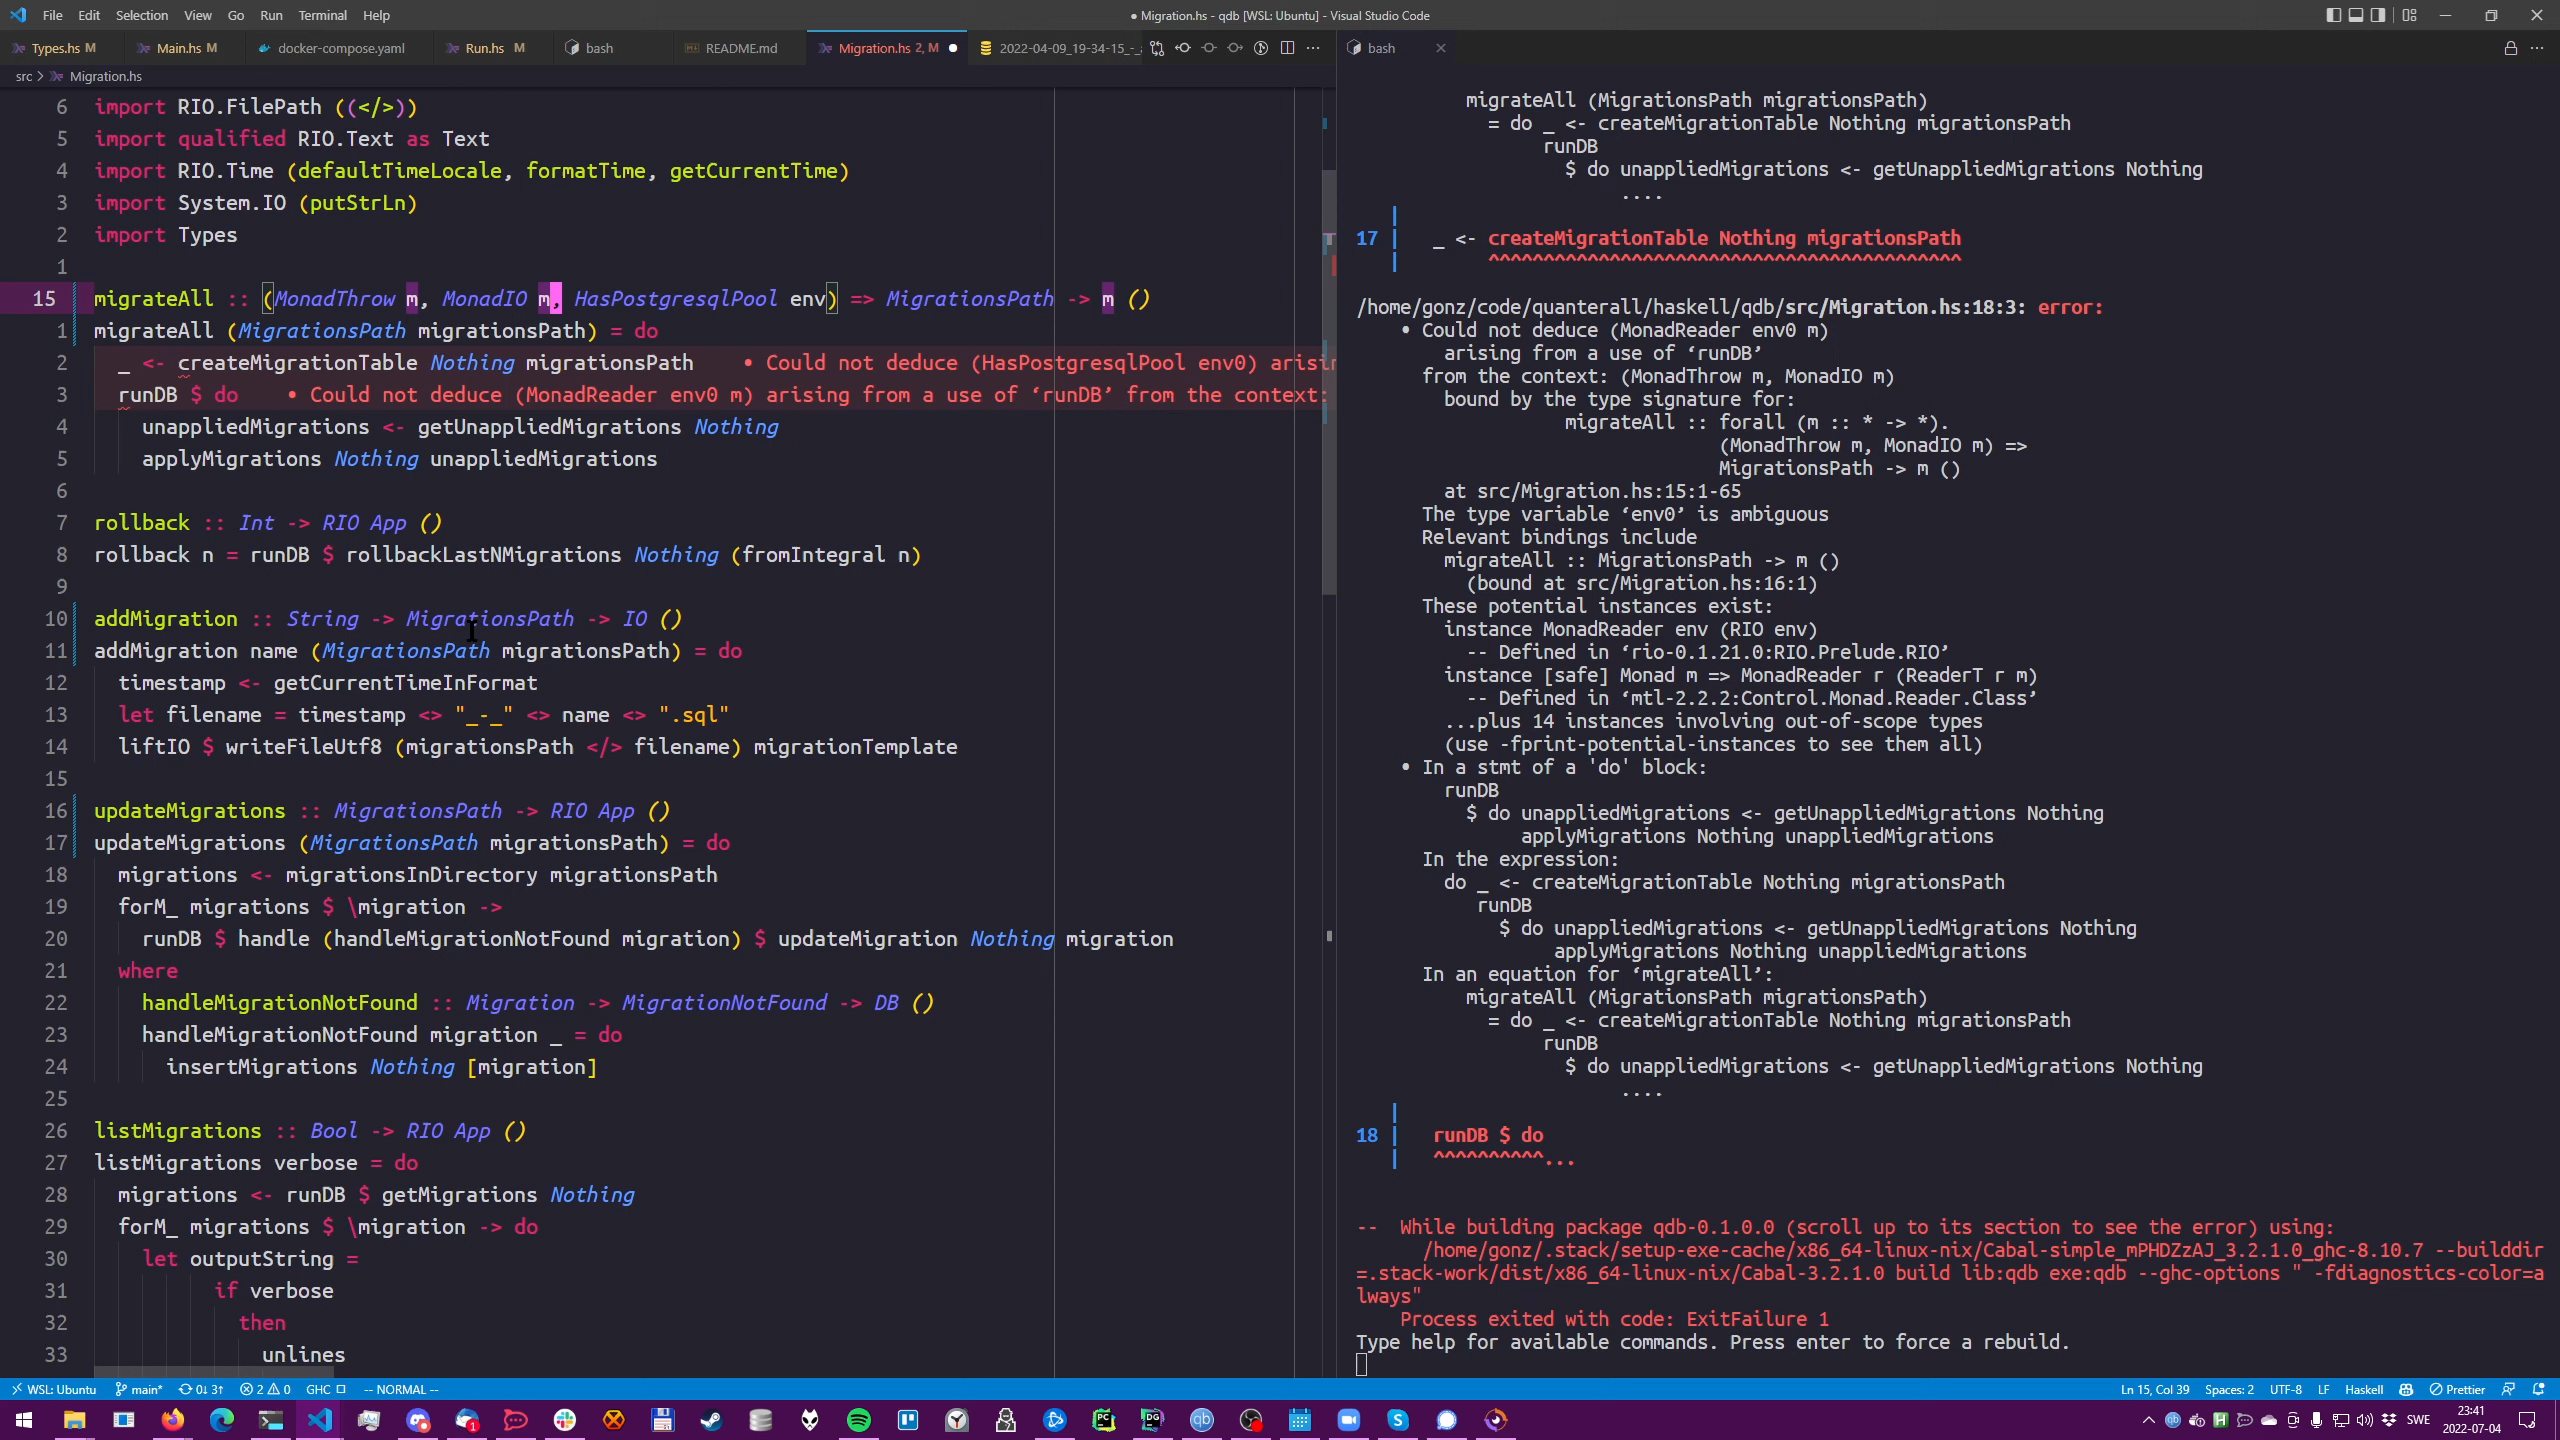 File Edit Selection View Go Run Terminal Help
● Migration.hs - qdb [WSL: Ubuntu] - Visual Studio Code
Types.hs M
Main.hs M
docker-compose.yaml
Run.hs M
bash
README.md
Migration.hs 2, M
2022-04-09_19-34-15_-_
bash
src > Migration.hs
6 import RIO.FilePath ((</>))
5 import qualified RIO.Text as Text
4 import RIO.Time (defaultTimeLocale, formatTime, getCurrentTime)
3 import System.IO (putStrLn)
2 import Types
1
15 migrateAll :: (MonadThrow m, MonadIO m, HasPostgresqlPool env) => MigrationsPath -> m ()
1 migrateAll (MigrationsPath migrationsPath) = do
2 _ <- createMigrationTable Nothing migrationsPath • Could not deduce (HasPostgresqlPool env0) arisin
3 runDB $ do • Could not deduce (MonadReader env0 m) arising from a use of ‘runDB’ from the context:
4 unappliedMigrations <- getUnappliedMigrations Nothing
5 applyMigrations Nothing unappliedMigrations
6
7 rollback :: Int -> RIO App ()
8 rollback n = runDB $ rollbackLastNMigrations Nothing (fromIntegral n)
9
10 addMigration :: String -> MigrationsPath -> IO ()
11 addMigration name (MigrationsPath migrationsPath) = do
12 timestamp <- getCurrentTimeInFormat
13 let filename = timestamp <> "_-_" <> name <> ".sql"
14 liftIO $ writeFileUtf8 (migrationsPath </> filename) migrationTemplate
15
16 updateMigrations :: MigrationsPath -> RIO App ()
17 updateMigrations (MigrationsPath migrationsPath) = do
18 migrations <- migrationsInDirectory migrationsPath
19 forM_ migrations $ \migration ->
20 runDB $ handle (handleMigrationNotFound migration) $ updateMigration Nothing migration
21 where
22 handleMigrationNotFound :: Migration -> MigrationNotFound -> DB ()
23 handleMigrationNotFound migration _ = do
24 insertMigrations Nothing [migration]
25
26 listMigrations :: Bool -> RIO App ()
27 listMigrations verbose = do
28 migrations <- runDB $ getMigrations Nothing
29 forM_ migrations $ \migration -> do
30 let outputString =
31 if verbose
32 then
33 unlines
migrateAll (MigrationsPath migrationsPath)
= do _ <- createMigrationTable Nothing migrationsPath
runDB
$ do unappliedMigrations <- getUnappliedMigrations Nothing
....
|
17 | _ <- createMigrationTable Nothing migrationsPath
| ^^^^^^^^^^^^^^^^^^^^^^^^^^^^^^^^^^^^^^^^^^^
/home/gonz/code/quanterall/haskell/qdb/src/Migration.hs:18:3: error:
• Could not deduce (MonadReader env0 m)
arising from a use of ‘runDB’
from the context: (MonadThrow m, MonadIO m)
bound by the type signature for:
migrateAll :: forall (m :: * -> *).
(MonadThrow m, MonadIO m) =>
MigrationsPath -> m ()
at src/Migration.hs:15:1-65
The type variable ‘env0’ is ambiguous
Relevant bindings include
migrateAll :: MigrationsPath -> m ()
(bound at src/Migration.hs:16:1)
These potential instances exist:
instance MonadReader env (RIO env)
-- Defined in ‘rio-0.1.21.0:RIO.Prelude.RIO’
instance [safe] Monad m => MonadReader r (ReaderT r m)
-- Defined in ‘mtl-2.2.2:Control.Monad.Reader.Class’
...plus 14 instances involving out-of-scope types
(use -fprint-potential-instances to see them all)
• In a stmt of a 'do' block:
runDB
$ do unappliedMigrations <- getUnappliedMigrations Nothing
applyMigrations Nothing unappliedMigrations
In the expression:
do _ <- createMigrationTable Nothing migrationsPath
runDB
$ do unappliedMigrations <- getUnappliedMigrations Nothing
applyMigrations Nothing unappliedMigrations
In an equation for ‘migrateAll’:
migrateAll (MigrationsPath migrationsPath)
= do _ <- createMigrationTable Nothing migrationsPath
runDB
$ do unappliedMigrations <- getUnappliedMigrations Nothing
....
|
18 | runDB $ do
| ^^^^^^^^^^...
-- While building package qdb-0.1.0.0 (scroll up to its section to see the error) using:
/home/gonz/.stack/setup-exe-cache/x86_64-linux-nix/Cabal-simple_mPHDZzAJ_3.2.1.0_ghc-8.10.7 --builddir
=.stack-work/dist/x86_64-linux-nix/Cabal-3.2.1.0 build lib:qdb exe:qdb --ghc-options " -fdiagnostics-color=a
lways"
Process exited with code: ExitFailure 1
Type help for available commands. Press enter to force a rebuild.
WSL: Ubuntu main* 0↓ 3↑ 2 0 GHC -- NORMAL --
Ln 15, Col 39 Spaces: 2 UTF-8 LF Haskell Prettier
SWE
23:41
2022-07-04